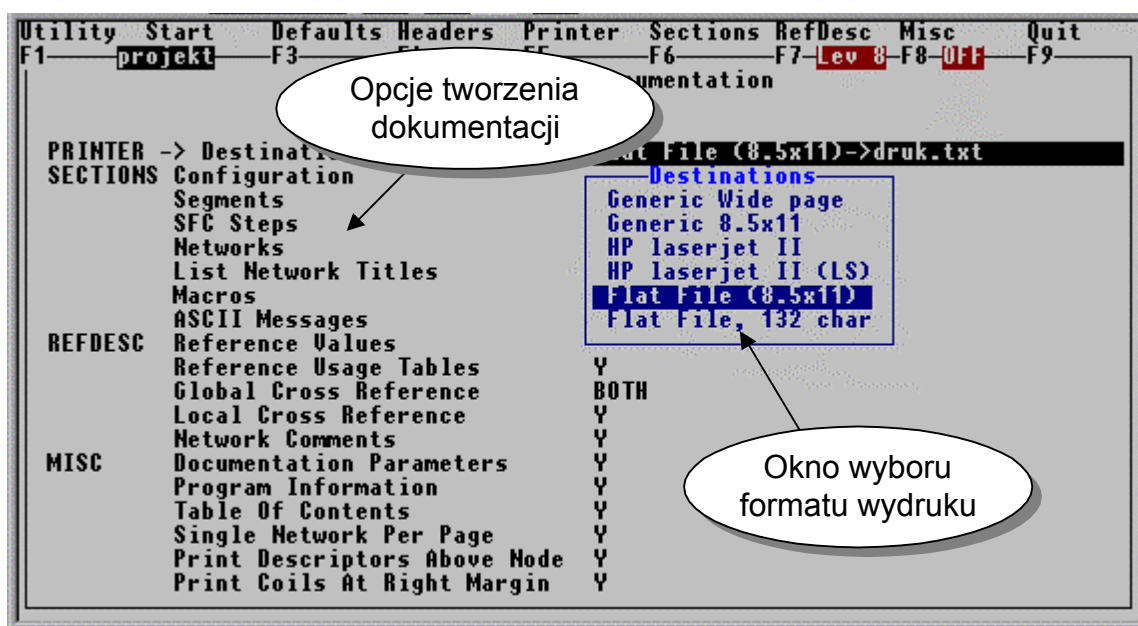 Utility Start Defaults Headers Printer Sections RefDesc Misc Quit
F1 projekt F3 F6 F7 Lev 8 F8 OFF F9
Opcje tworzenia
dokumentacji
PRINTER -> File (8.5x11)->druk.txt
SECTIONS Configuration
Destinations
Segments
Generic Wide page
SFC Steps
Generic 8.5x11
Networks
HP laserjet II
List Network Titles
HP laserjet II (LS)
Macros
Flat File (8.5x11)
ASCII Messages
Flat File, 132 char
REFDESC Reference Values
Reference Usage Tables Y
Global Cross Reference BOTH
Local Cross Reference Y
Network Comments Y
MISC Documentation Parameters Y
Program Information Y
Table Of Contents Y
Single Network Per Page Y
Print Descriptors Above Node Y
Print Coils At Right Margin Y
Okno wyboru
formatu wydruku